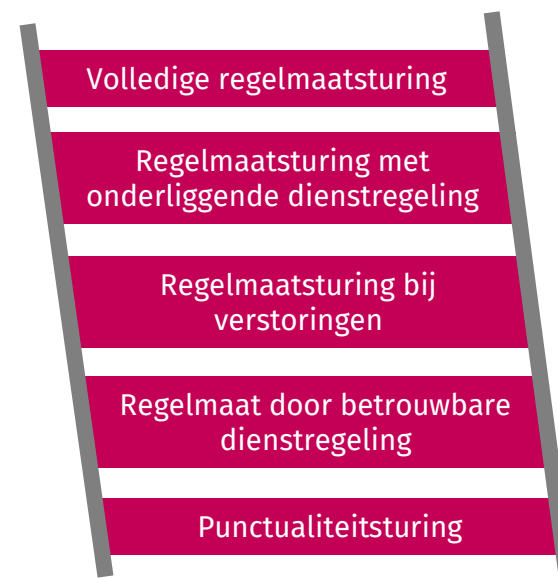 Volledige regelmaatsturing
Regelmaatsturing met
onderliggende dienstregeling
Regelmaatsturing bij
verstoringen
Regelmaat door betrouwbare
dienstregeling
Punctualiteitsturing